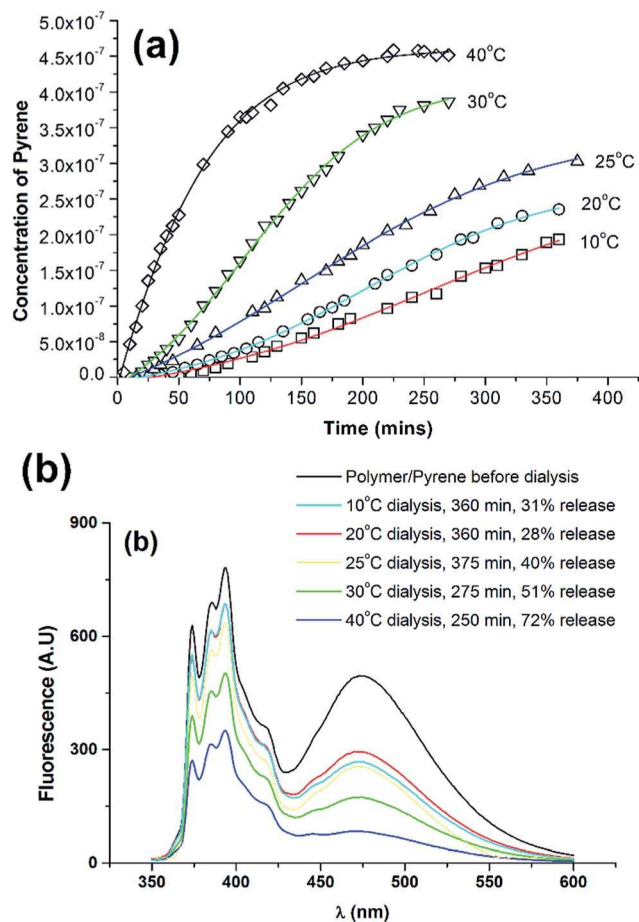 (a)
5.0x10⁻⁷
4.5x10⁻⁷
4.0x10⁻⁷
3.5x10⁻⁷
3.0x10⁻⁷
2.5x10⁻⁷
2.0x10⁻⁷
1.5x10⁻⁷
1.0x10⁻⁷
5.0x10⁻⁸
0.0
Concentration of Pyrene
40°C
30°C
25°C
20°C
10°C
0 50 100 150 200 250 300 350 400
Time (mins)
(b)
(b)
Polymer/Pyrene before dialysis
10°C dialysis, 360 min, 31% release
20°C dialysis, 360 min, 28% release
25°C dialysis, 375 min, 40% release
30°C dialysis, 275 min, 51% release
40°C dialysis, 250 min, 72% release
900
600
300
0
Fluorescence (A.U)
350 400 450 500 550 600
λ (nm)